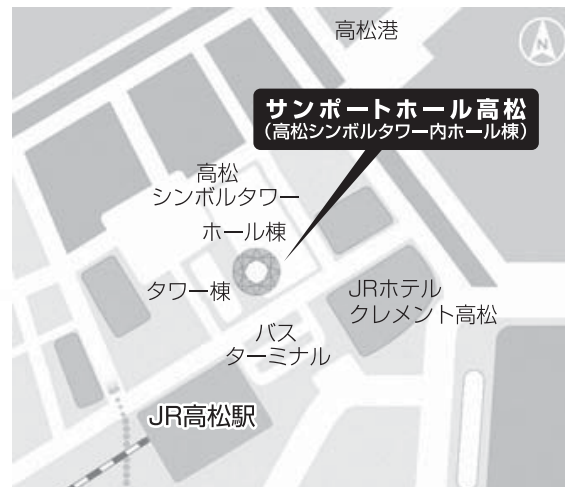 高松港
N
サンポートホール高松
(高松シンボルタワー内ホール棟)
高松
シンボルタワー
ホール棟
タワー棟
JRホテル
クレメント高松
バス
ターミナル
JR高松駅